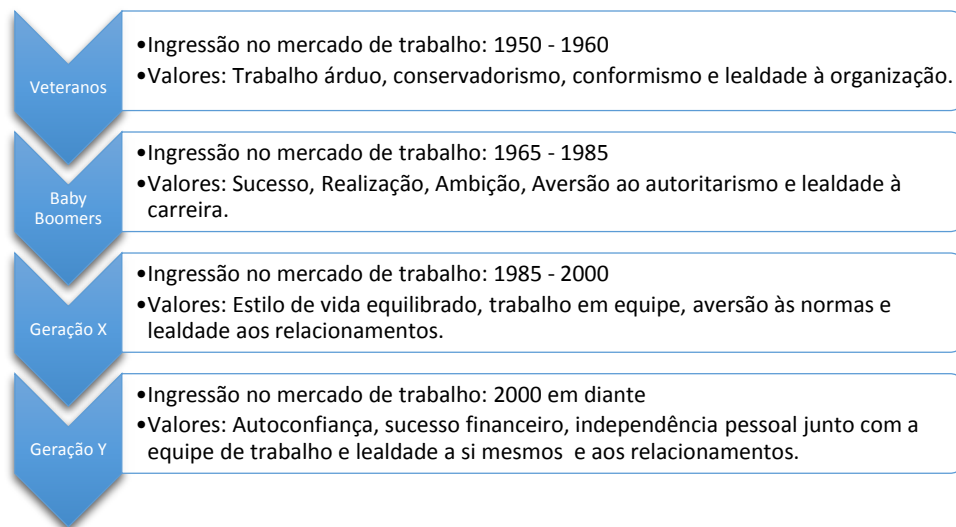 •Ingressão no mercado de trabalho: 1950 - 1960
•Valores: Trabalho árduo, conservadorismo, conformismo e lealdade à organização.
Veteranos
•Ingressão no mercado de trabalho: 1965 - 1985
•Valores: Sucesso, Realização, Ambição, Aversão ao autoritarismo e lealdade à
carreira.
Baby
Boomers
•Ingressão no mercado de trabalho: 1985 - 2000
•Valores: Estilo de vida equilibrado, trabalho em equipe, aversão às normas e
lealdade aos relacionamentos.
Geração X
•Ingressão no mercado de trabalho: 2000 em diante
•Valores: Autoconfiança, sucesso financeiro, independência pessoal junto com a
equipe de trabalho e lealdade a si mesmos e aos relacionamentos.
Geração Y